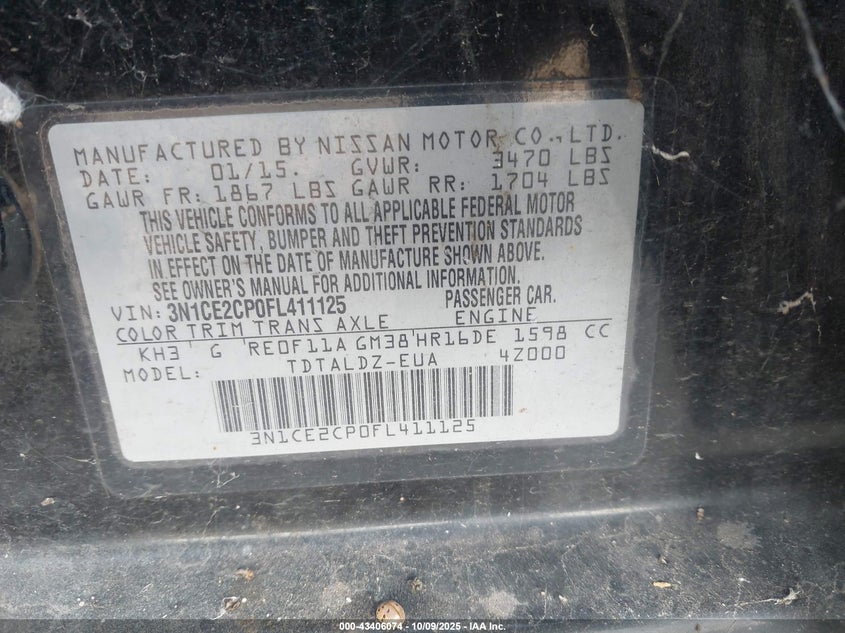 MANUFACTURED BY NISSAN MOTOR CO.,LTD.
DATE: 01/15. GVWR: 3470 LBS
GAWR FR: 1867 LBS GAWR RR: 1704 LBS
THIS VEHICLE CONFORMS TO ALL APPLICABLE FEDERAL MOTOR
VEHICLE SAFETY, BUMPER AND THEFT PREVENTION STANDARDS
IN EFFECT ON THE DATE OF MANUFACTURE SHOWN ABOVE.
SEE OWNER'S MANUAL FOR ADDITIONAL INFORMATION.
VIN: 3N1CE2CP0FL411125 PASSENGER CAR.
COLOR TRIM TRANS AXLE ENGINE
KH3 G RE0F11A GM38 HR16DE 1598 CC
MODEL: TDTALDZ-EUA 4Z000
3N1CE2CP0FL411125
000-43406074 - 10/09/2025 - IAA Inc.